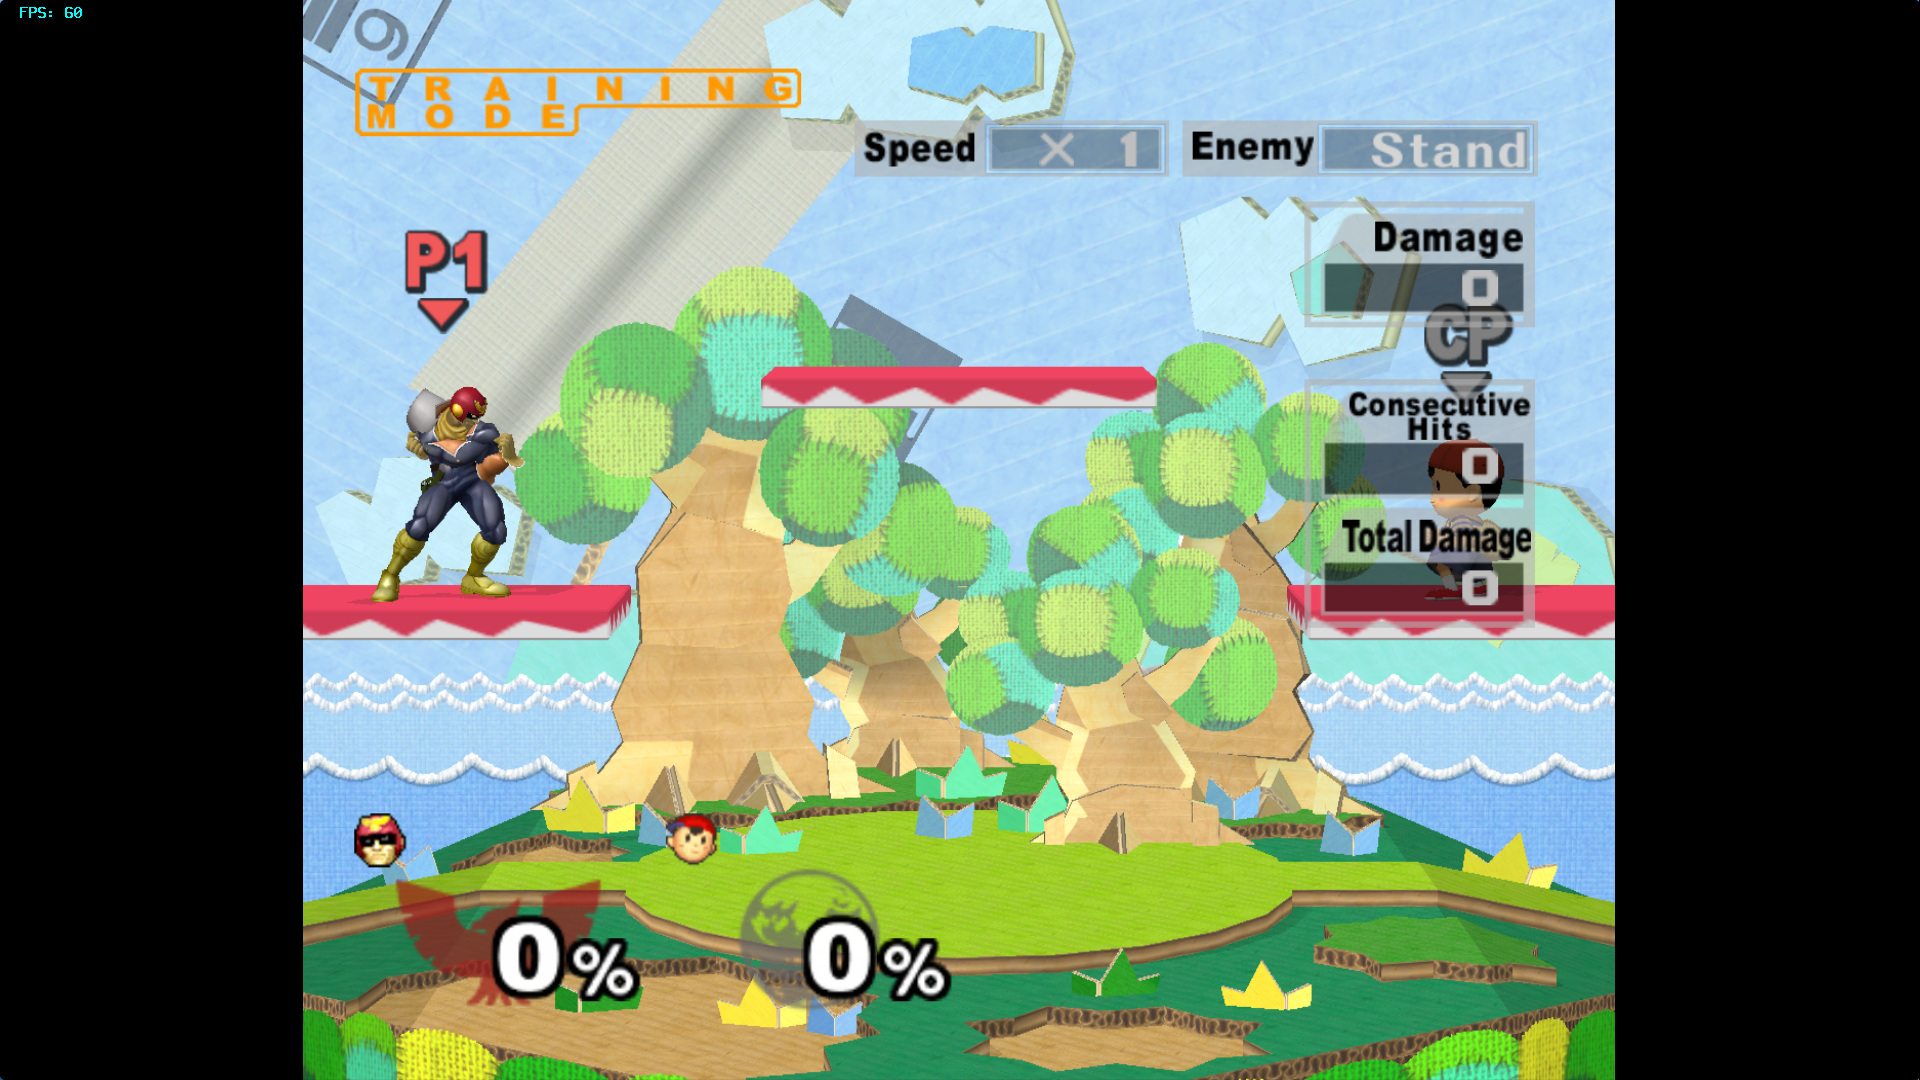 FPS: 60
TRAINING
MODE
Speed × 1 Enemy Stand
P1
Damage
0
CP
Consecutive
Hits
0
Total Damage
0
0% 0%